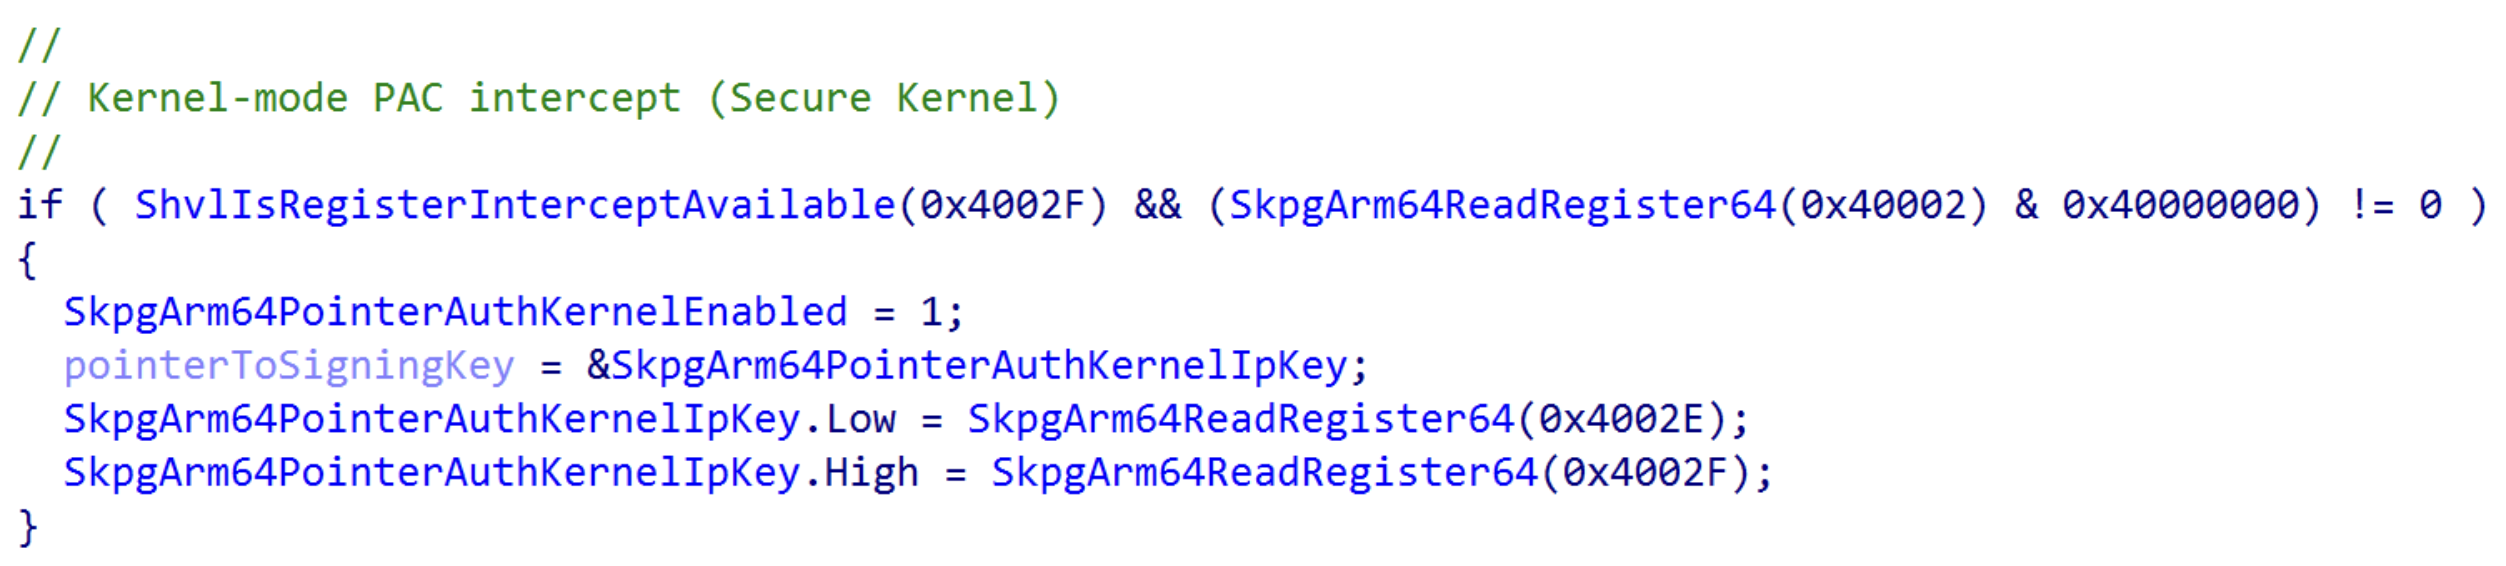 //
// Kernel-mode PAC intercept (Secure Kernel)
//
if ( ShvlIsRegisterInterceptAvailable(0x4002F) && (SkpgArm64ReadRegister64(0x40002) & 0x40000000) != 0 )
{
  SkpgArm64PointerAuthKernelEnabled = 1;
  pointerToSigningKey = &SkpgArm64PointerAuthKernelIpKey;
  SkpgArm64PointerAuthKernelIpKey.Low = SkpgArm64ReadRegister64(0x4002E);
  SkpgArm64PointerAuthKernelIpKey.High = SkpgArm64ReadRegister64(0x4002F);
}